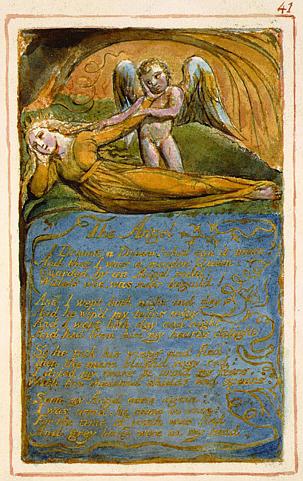 41
The Angel
I Dreamt a Dream! what can it mean?
And that I was a maiden Queen:
Guarded by an Angel mild;
Witless woe, was neer beguil'd!
And I wept both night and day
And he wip'd my tears away
And I wept both day and night
And hid from him my hearts delight
So he took his wings and fled:
Then the morn blush'd rosy red:
I dried my tears & armd my fears,
With ten thousand shields and spears.
Soon my Angel came again:
I was arm'd, he came in vain:
For the time of youth was fled
And grey hairs were on my head.